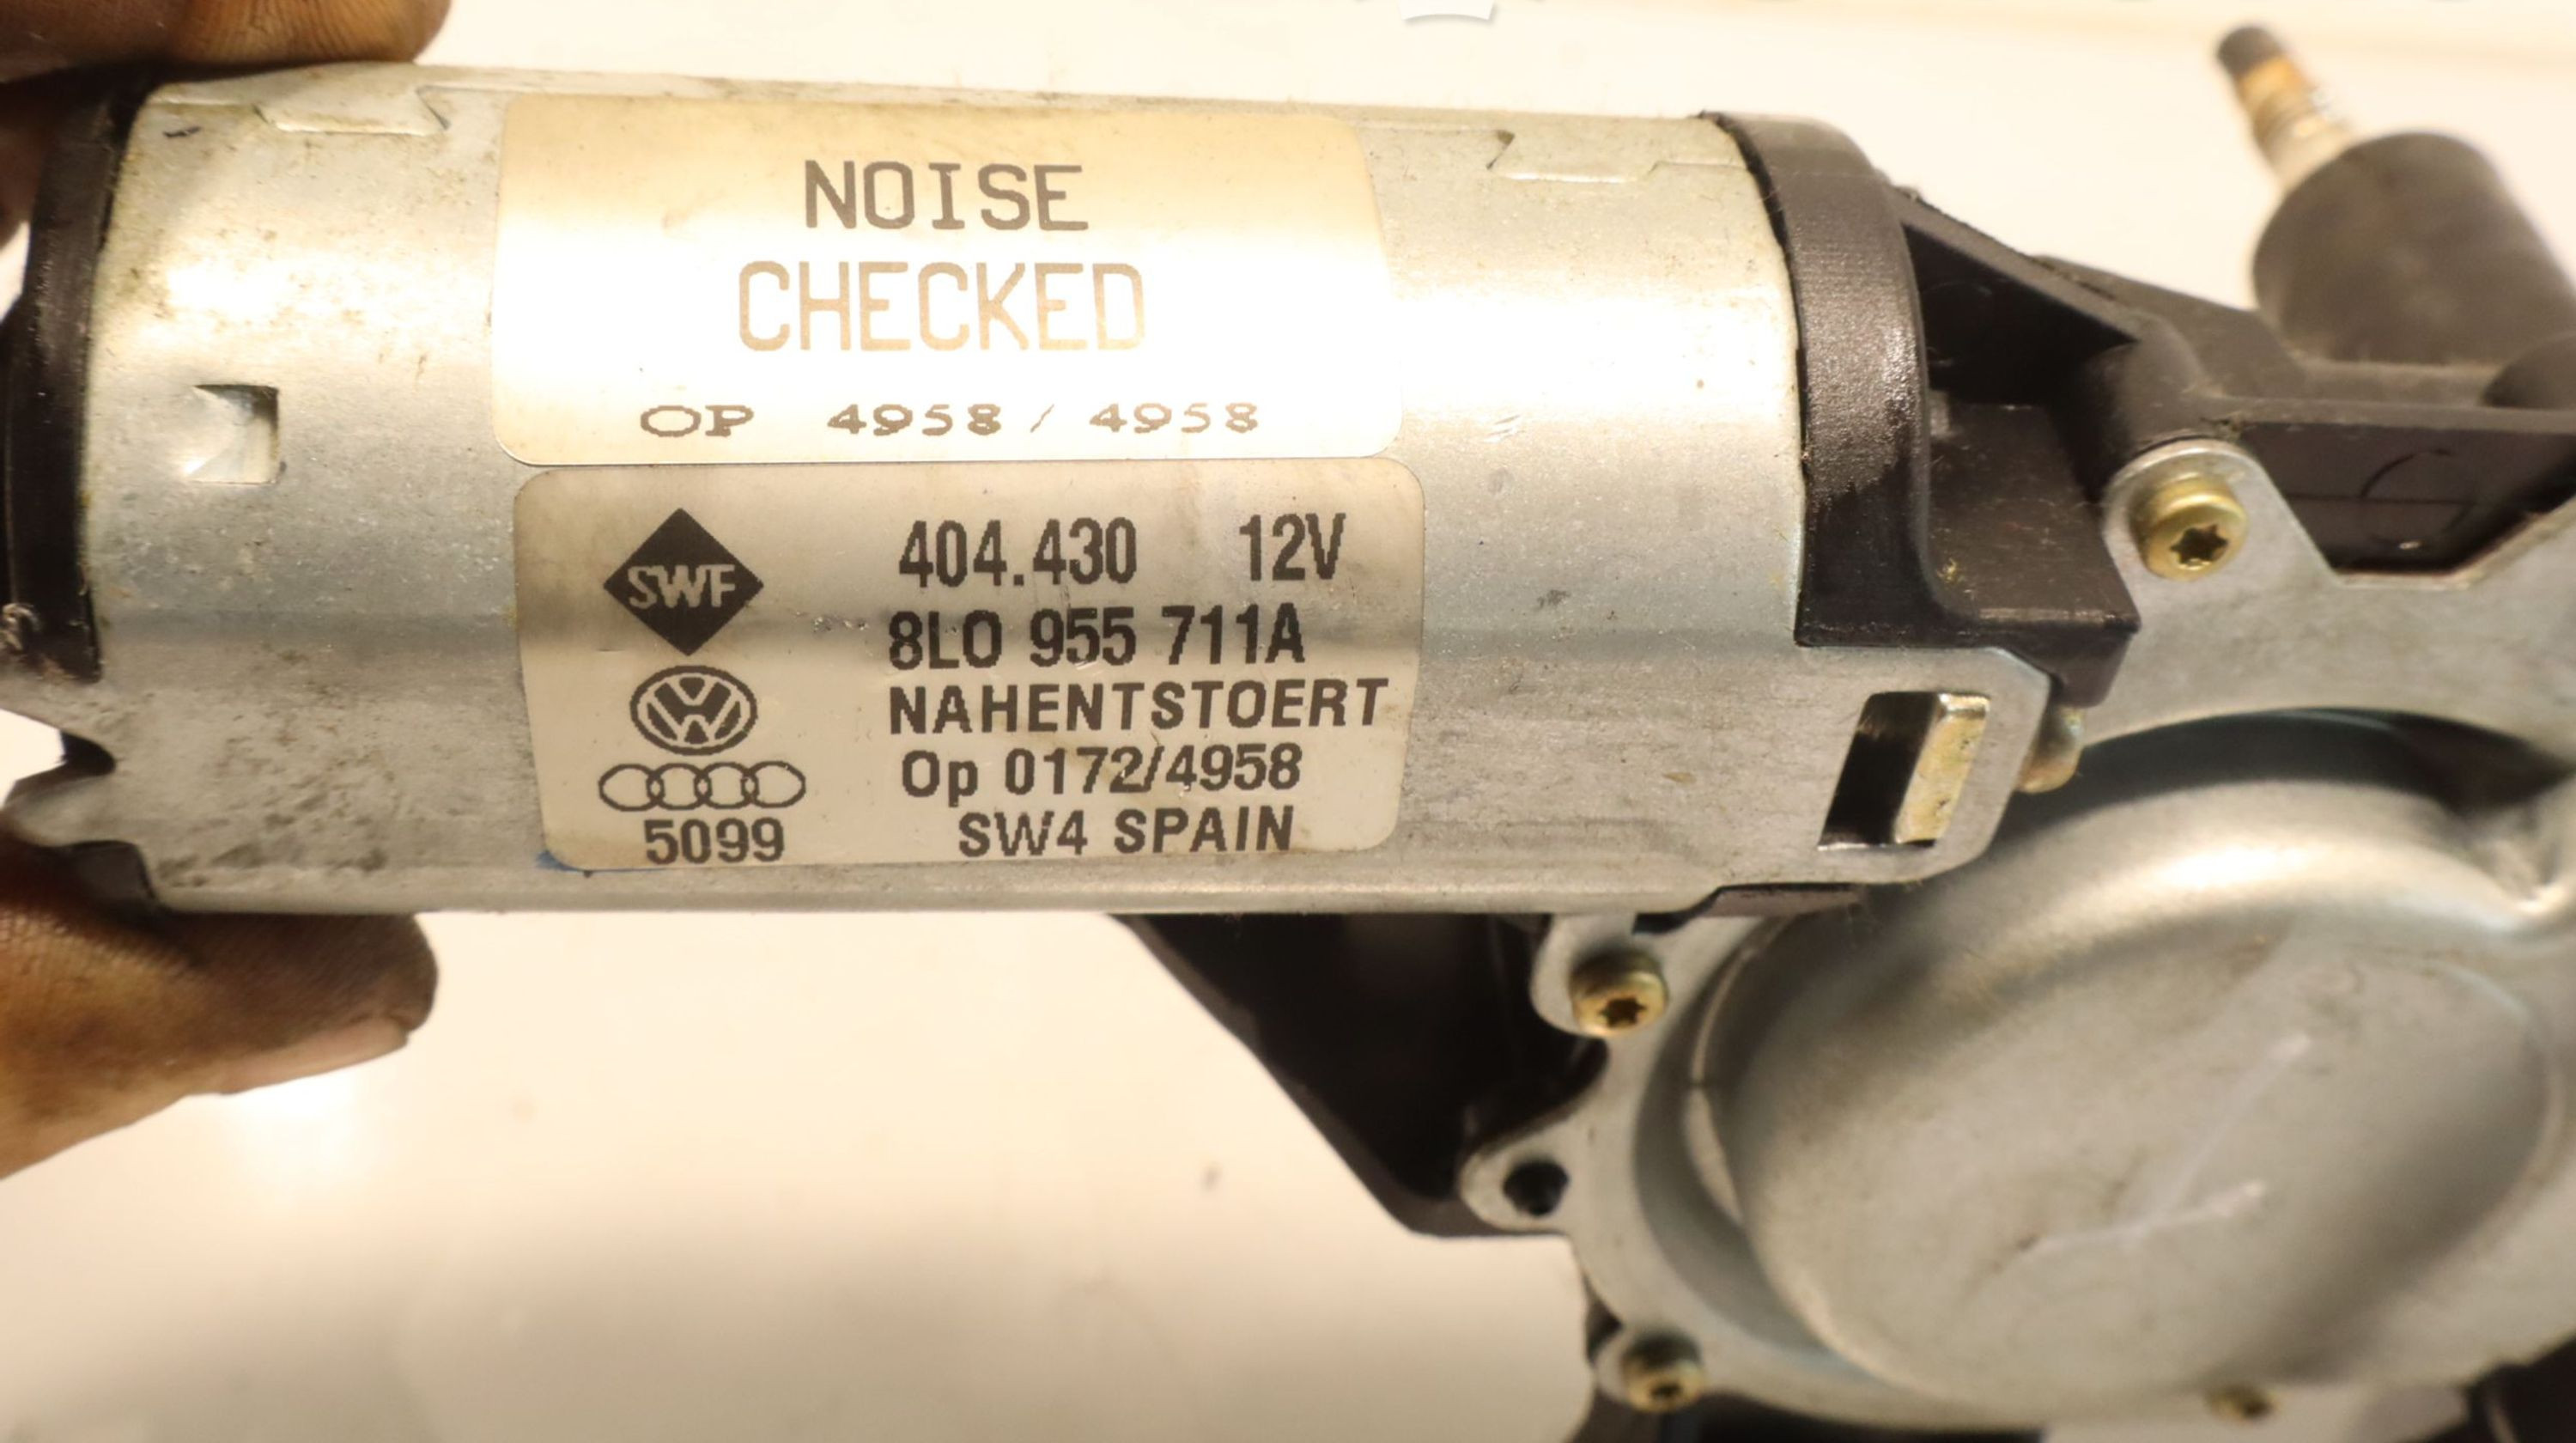 NOISE
CHECKED
OP 4958 / 4958
SWF
404.430 12V
8L0 955 711A
NAHENTSTOERT
Op 0172/4958
5099 SW4 SPAIN